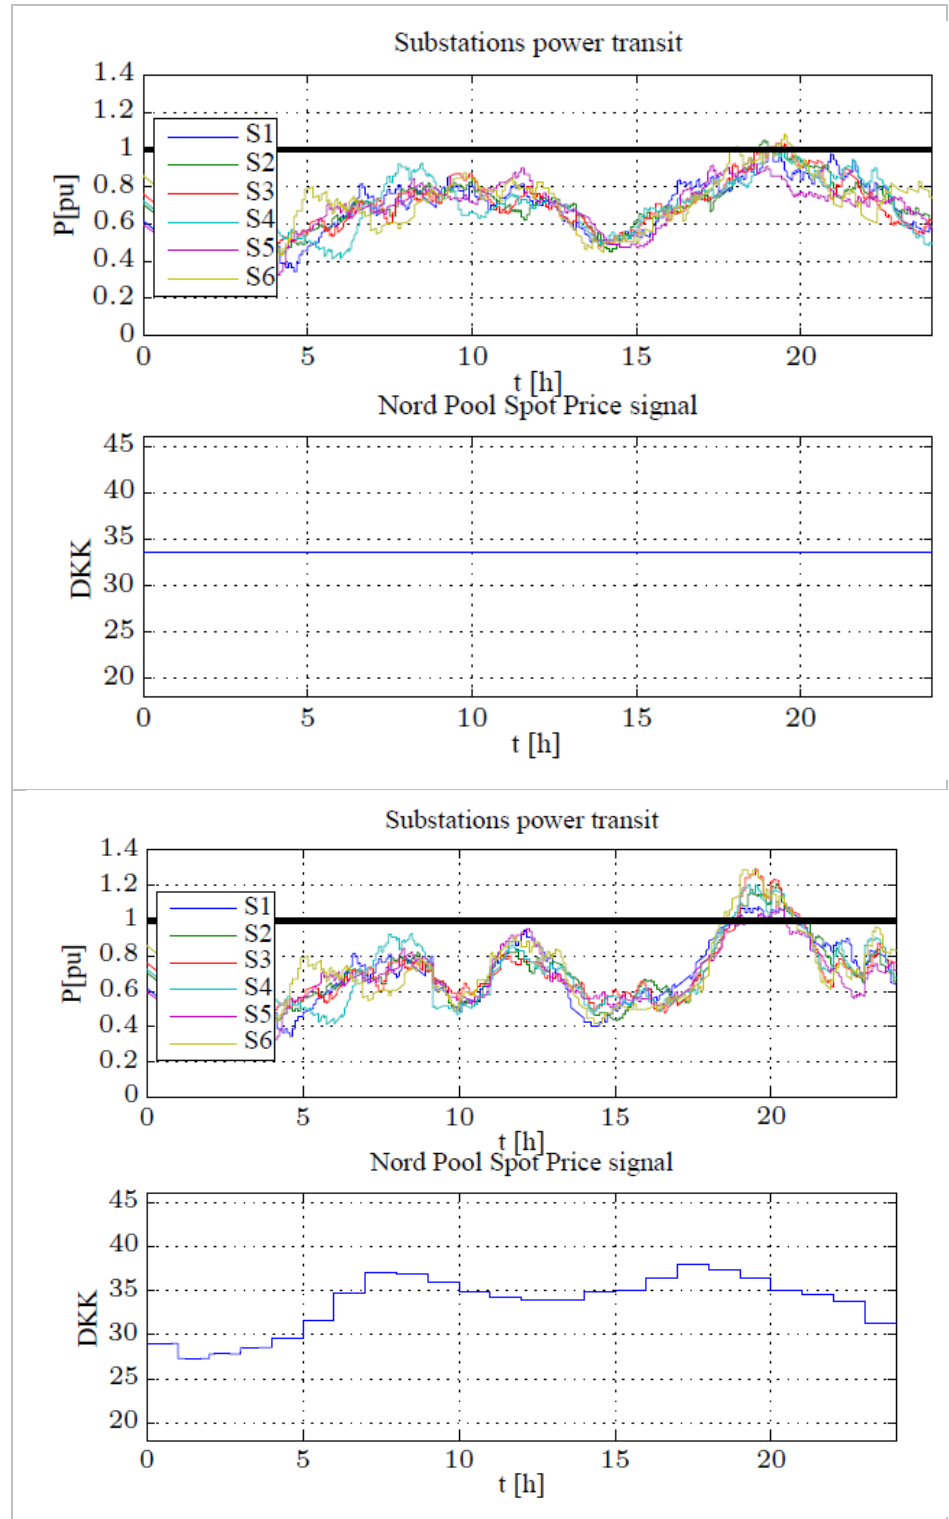 Substations power transit
1.4
1.2
1
0.8
0.6
0.4
0.2
0
P[pu]
S1
S2
S3
S4
S5
S6
0 5 10 15 20
t [h]
Nord Pool Spot Price signal
45
40
35
30
25
20
DKK
0 5 10 15 20
t [h]
Substations power transit
1.4
1.2
1
0.8
0.6
0.4
0.2
0
P[pu]
S1
S2
S3
S4
S5
S6
0 5 10 15 20
t [h]
Nord Pool Spot Price signal
45
40
35
30
25
20
DKK
0 5 10 15 20
t [h]